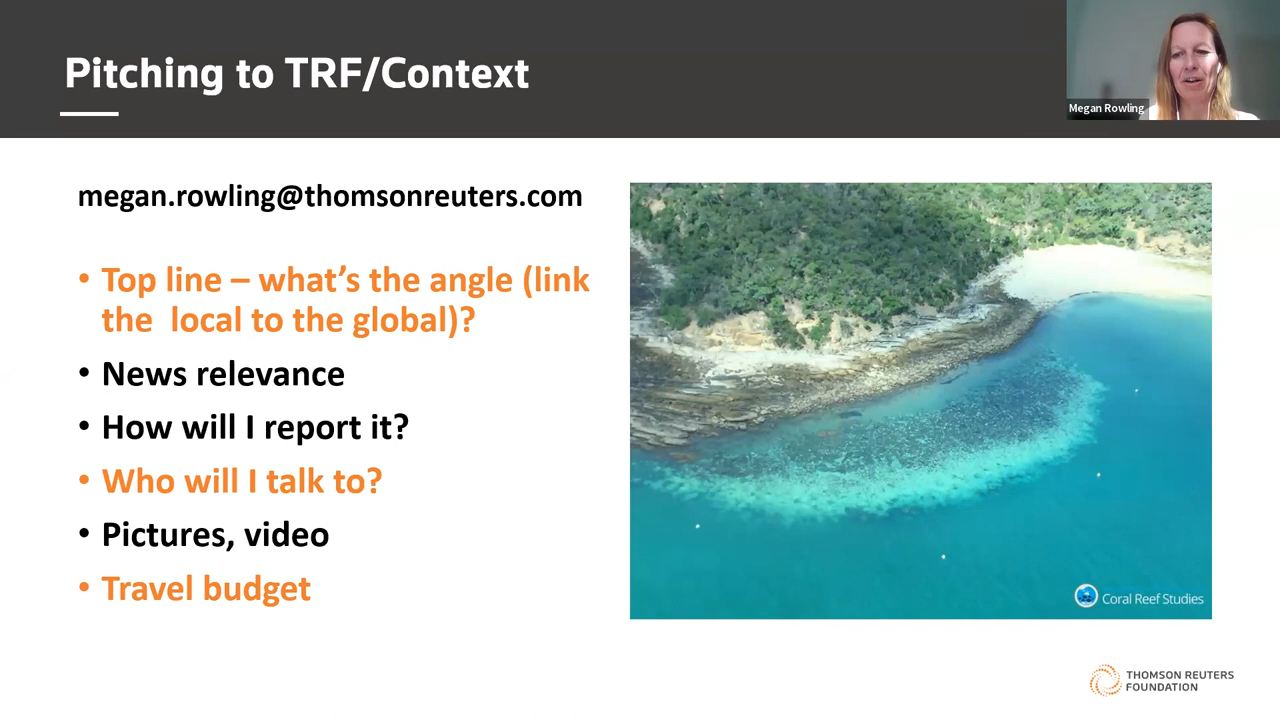 Pitching to TRF/Context
Megan Rowling
megan.rowling@thomsonreuters.com
• Top line – what's the angle (link
the  local to the global)?
• News relevance
• How will I report it?
• Who will I talk to?
• Pictures, video
• Travel budget
Coral Reef Studies
THOMSON REUTERS
FOUNDATION